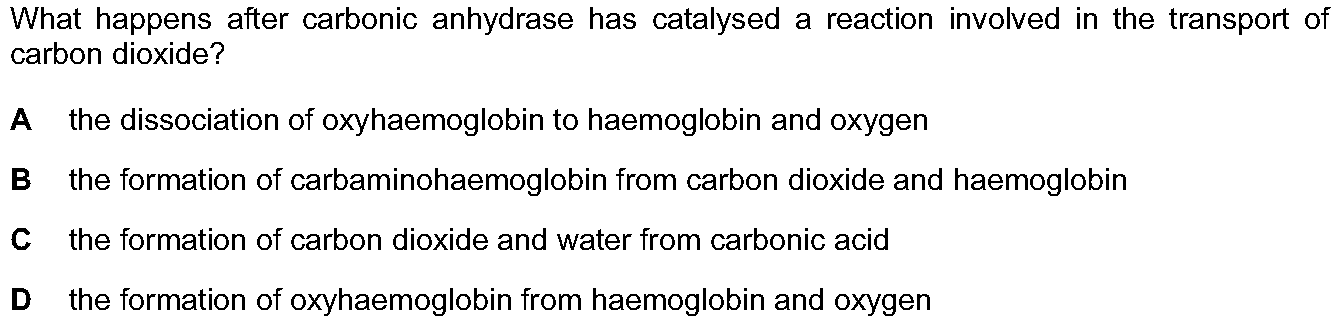 What happens after carbonic anhydrase has catalysed a reaction involved in the transport of
carbon dioxide?
A the dissociation of oxyhaemoglobin to haemoglobin and oxygen
B the formation of carbaminohaemoglobin from carbon dioxide and haemoglobin
C the formation of carbon dioxide and water from carbonic acid
D the formation of oxyhaemoglobin from haemoglobin and oxygen